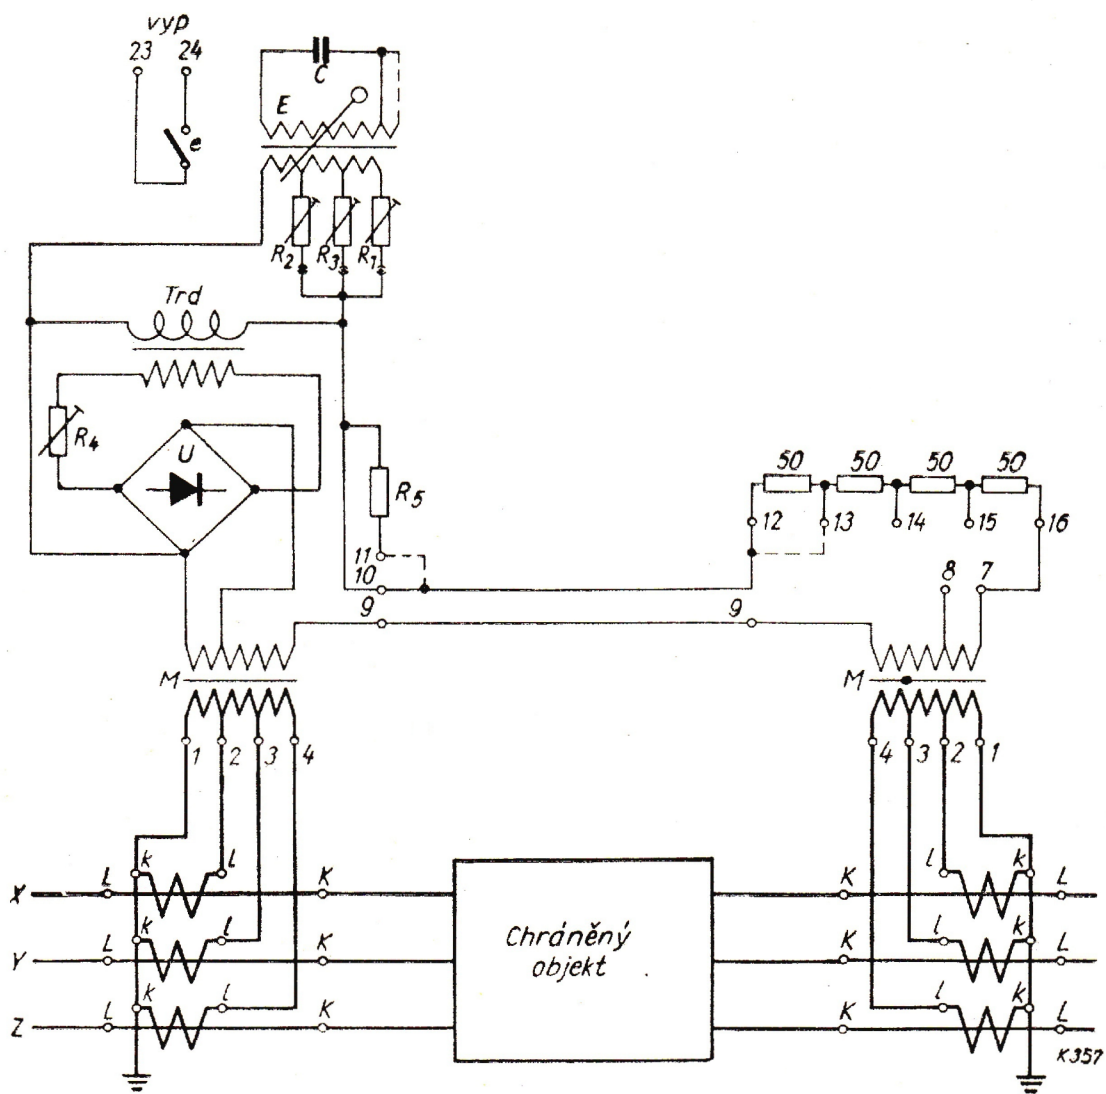 vyp
23 24
C
E
e
R2 R3 R1
Trd
R4
U
R5
50 50 50 50
12 13 14 15 16
11
10
8 7
9 9
M M
1 2 3 4
4 3 2 1
k l l k
X L K K L
k l l k
Y L K K L
k l l k
Z L K K L
Chráněný
objekt
K357